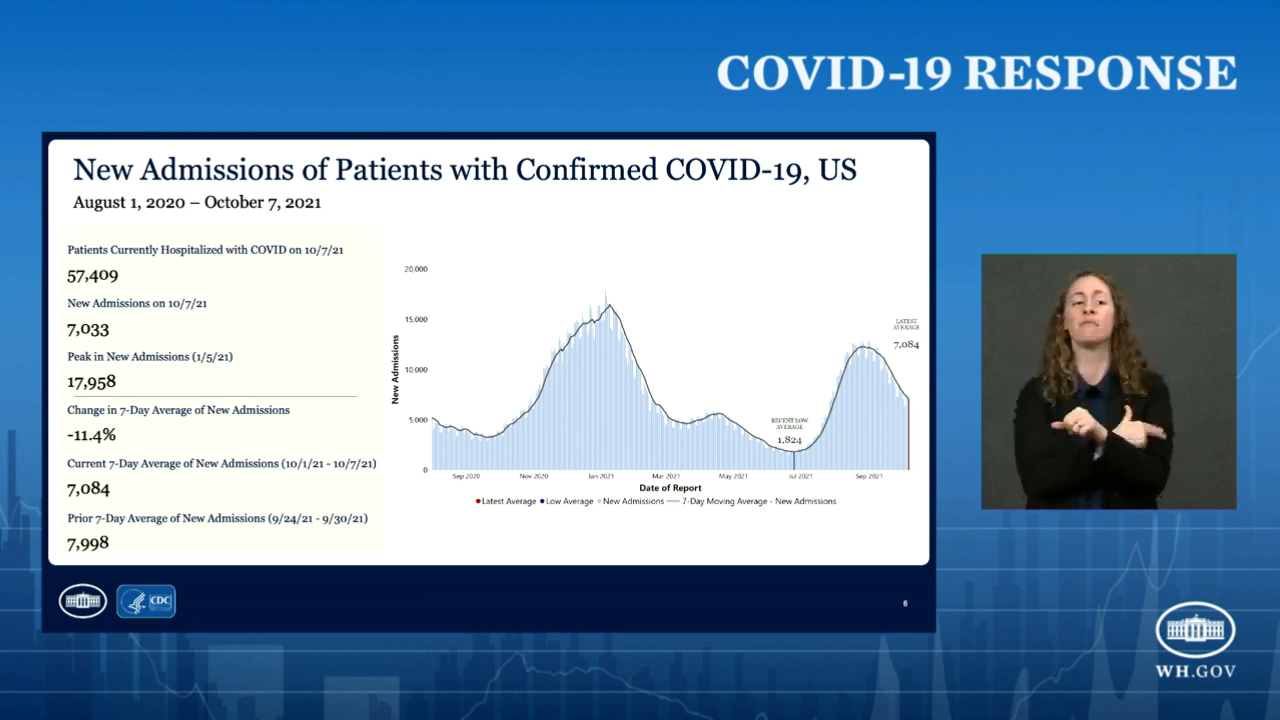 COVID-19 RESPONSE
New Admissions of Patients with Confirmed COVID-19, US
August 1, 2020 – October 7, 2021
Patients Currently Hospitalized with COVID on 10/7/21
57,409
New Admissions on 10/7/21
7,033
Peak in New Admissions (1/5/21)
17,958
Change in 7-Day Average of New Admissions
-11.4%
Current 7-Day Average of New Admissions (10/1/21 - 10/7/21)
7,084
Prior 7-Day Average of New Admissions (9/24/21 - 9/30/21)
7,998
New Admissions
20,000
15,000
10,000
5,000
0
RECENT LOW
AVERAGE
1,824
LATEST
AVERAGE
7,084
Sep 2020 Nov 2020 Jan 2021 Mar 2021 May 2021 Jul 2021 Sep 2021
Date of Report
Latest Average Low Average New Admissions 7-Day Moving Average - New Admissions
CDC
6
WH.GOV